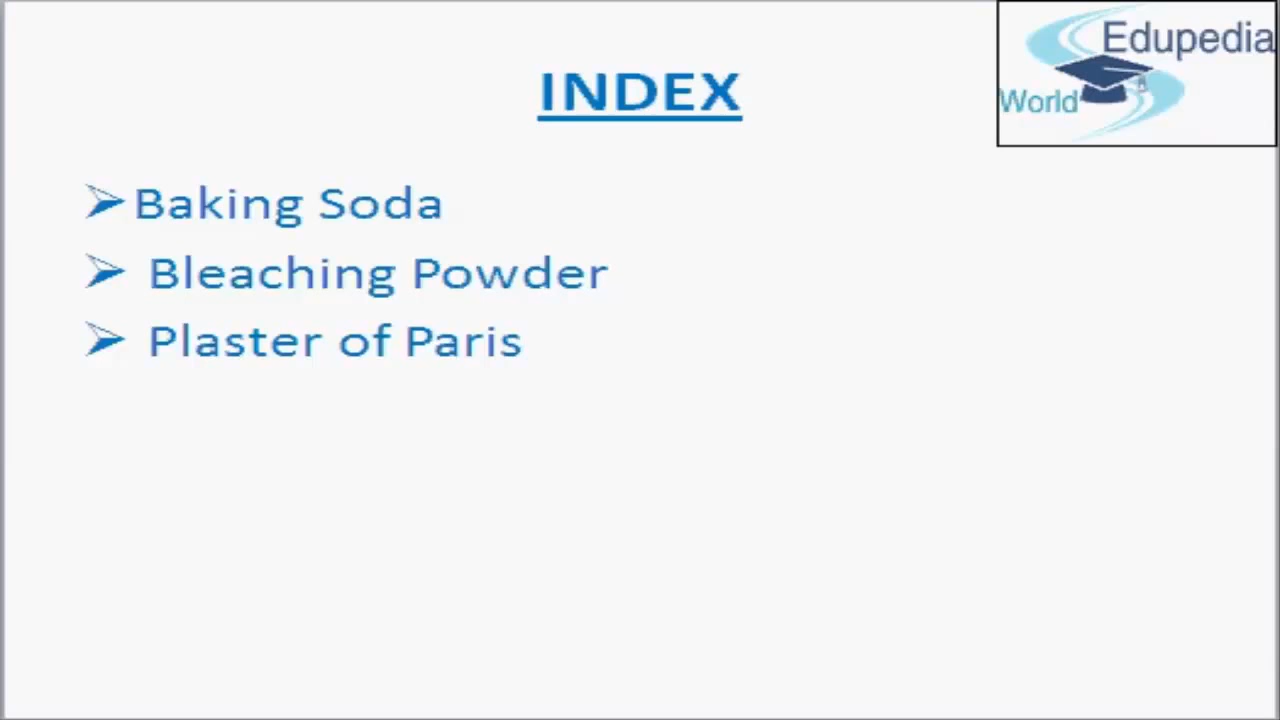 Edupedia
World
INDEX
➢Baking Soda
➢ Bleaching Powder
➢ Plaster of Paris